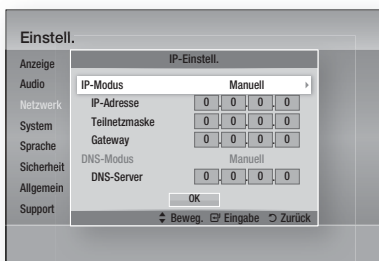 Einstell.
Anzeige
Audio
Netzwerk
System
Sprache
Sicherheit
Allgemein
Support
IP-Einstell.
IP-Modus Manuell
IP-Adresse 0 . 0 . 0 . 0
Teilnetzmaske 0 . 0 . 0 . 0
Gateway 0 . 0 . 0 . 0
DNS-Modus Manuell
DNS-Server 0 . 0 . 0 . 0
OK
Beweg. Eingabe Zurück